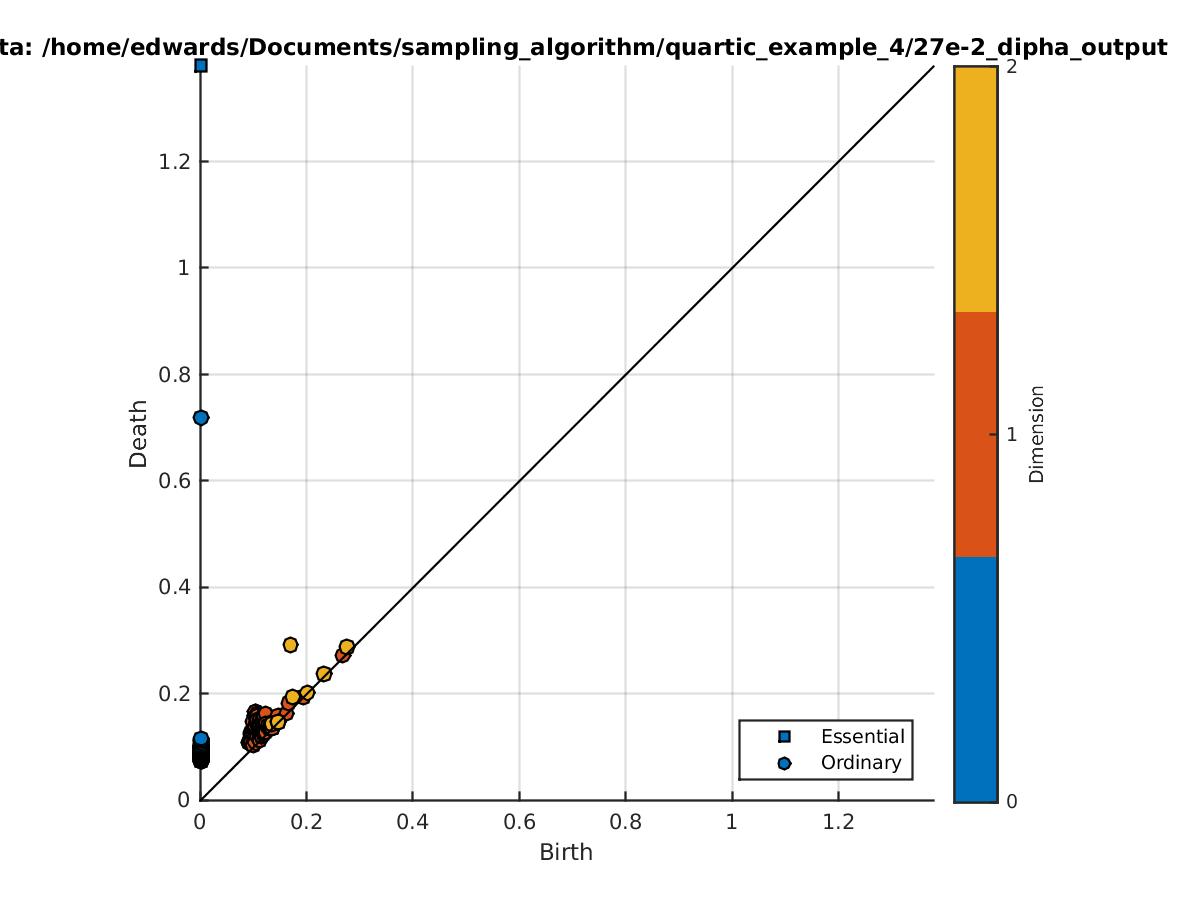 ta: /home/edwards/Documents/sampling_algorithm/quartic_example_4/27e-2_dipha_output
2
1.2
1
0.8
Death
0.6
0.4
0.2
0
1
Dimension
0
Essential
Ordinary
0 0.2 0.4 0.6 0.8 1 1.2
Birth